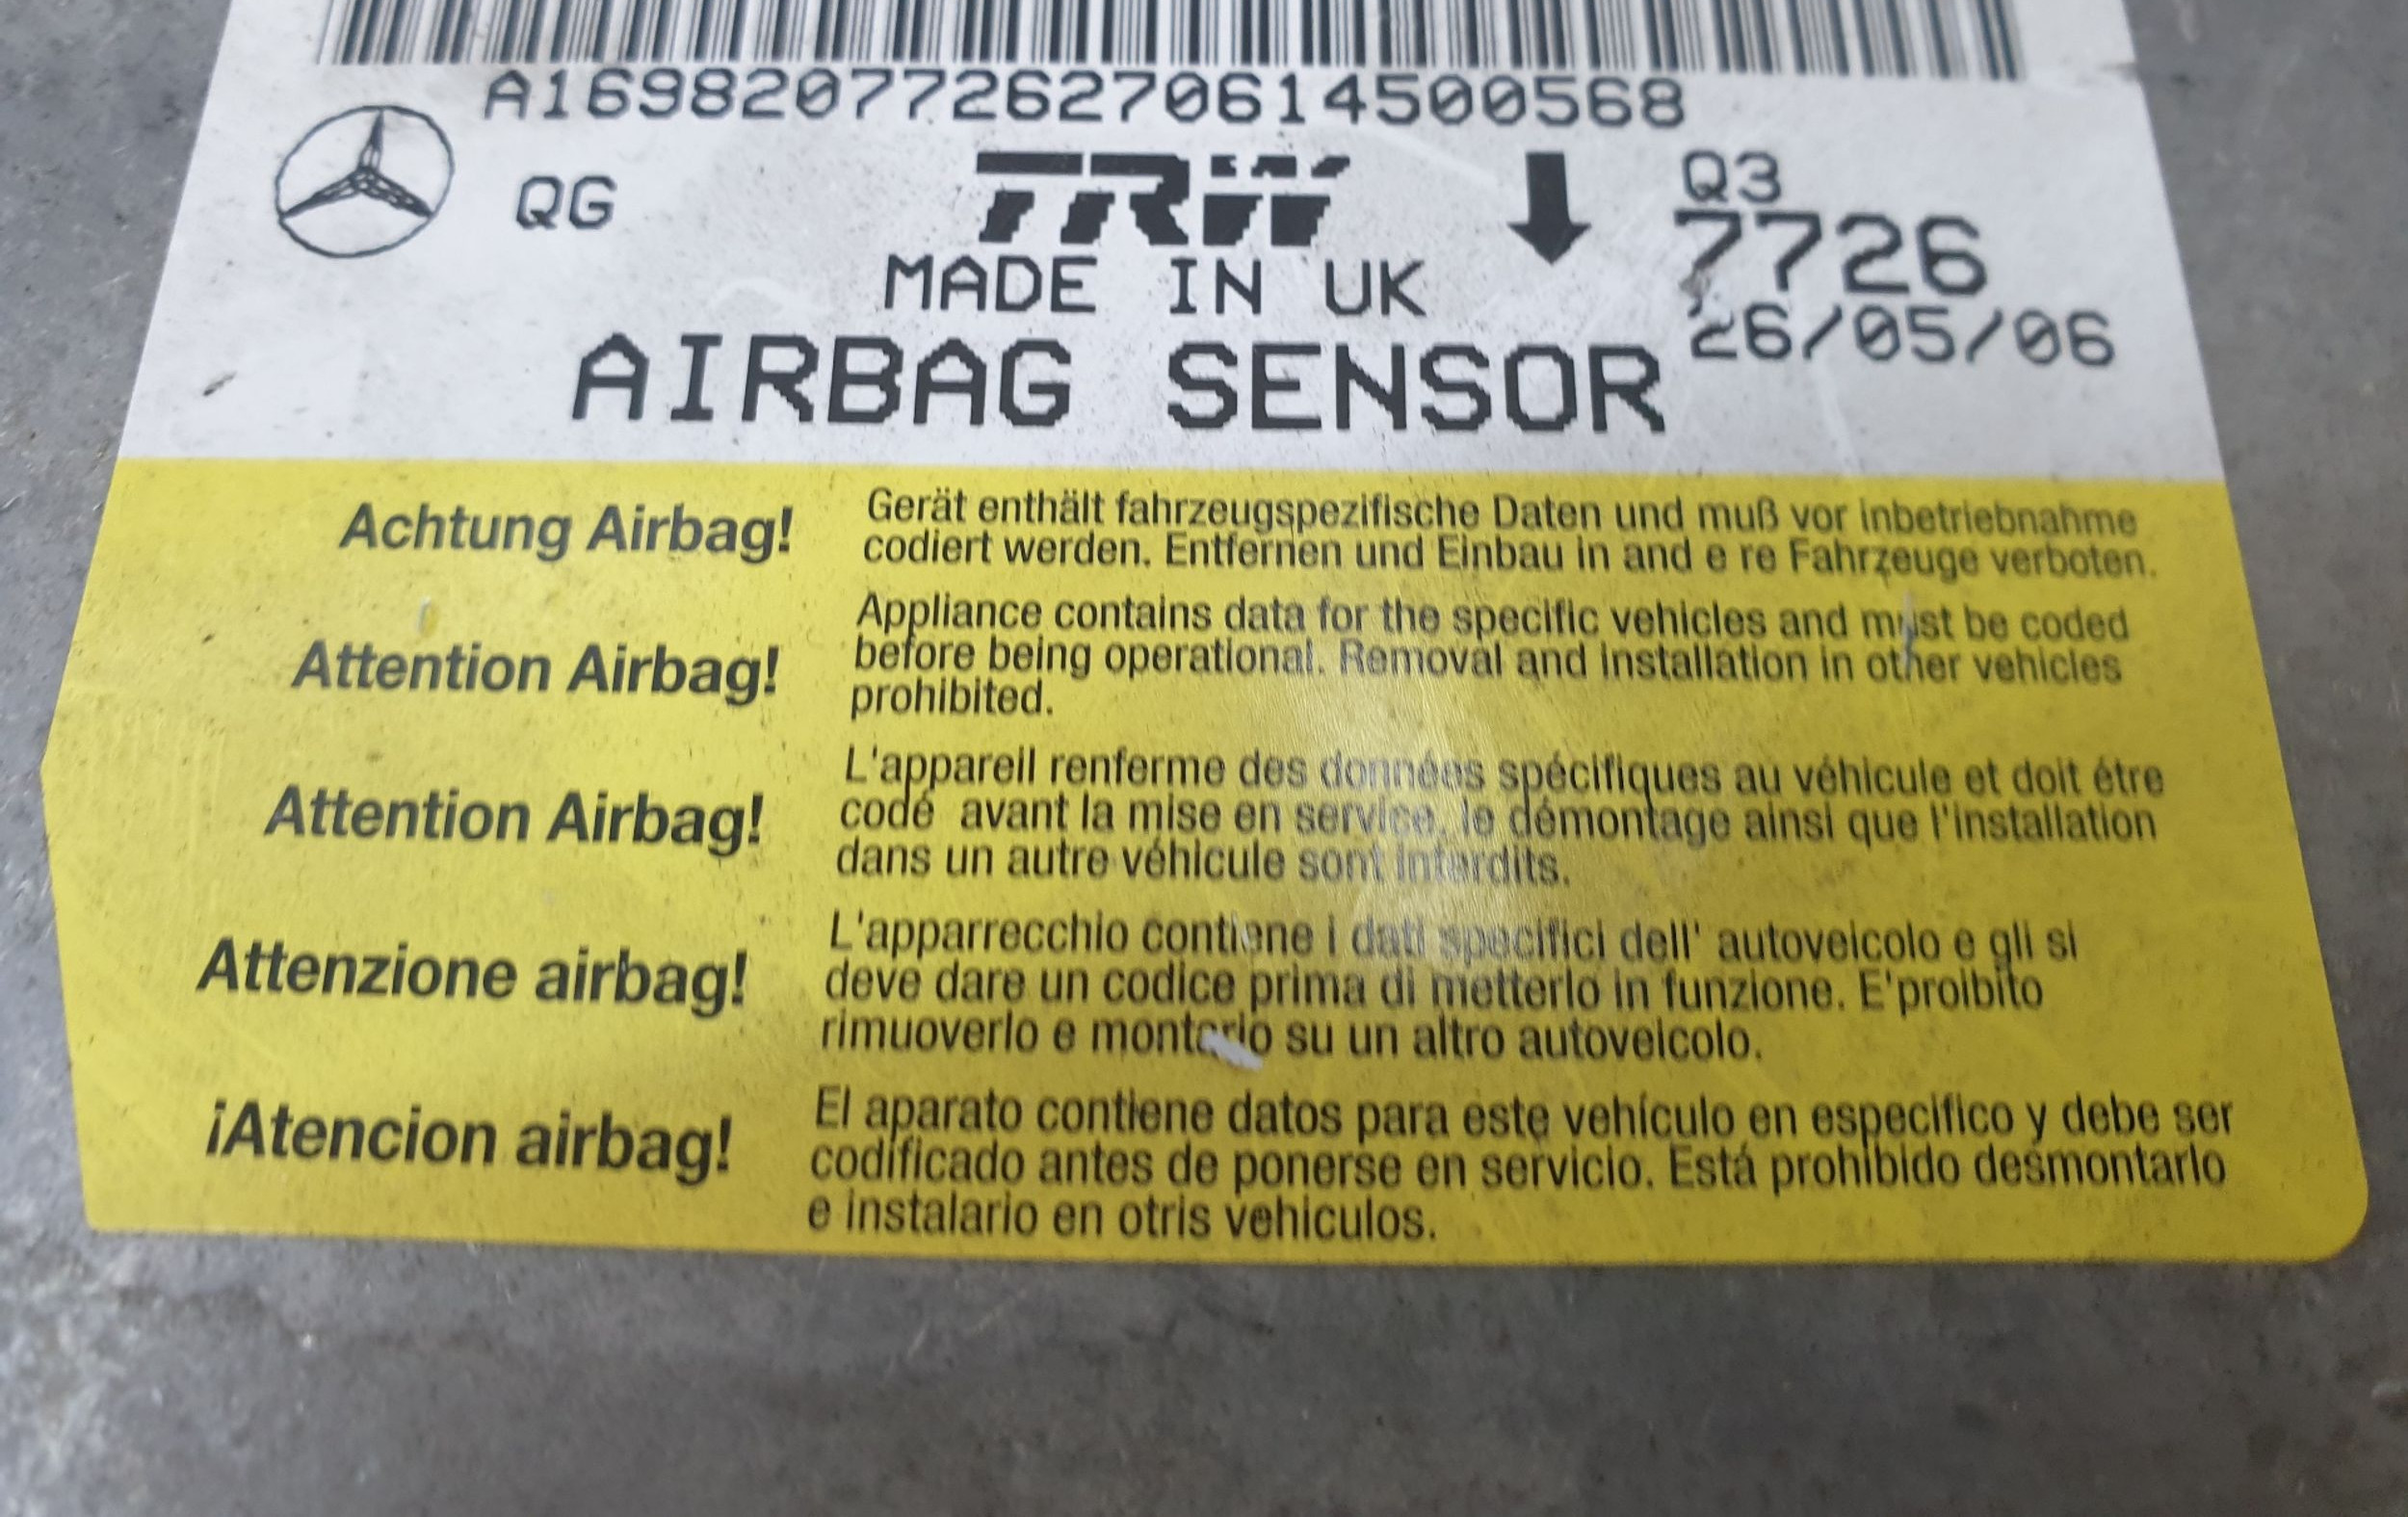 A1698207726270614500568
QG
TRW
Q3
7726
MADE IN UK
26/05/06
AIRBAG SENSOR
Achtung Airbag!
Gerät enthält fahrzeugspezifische Daten und muß vor inbetriebnahme
codiert werden. Entfernen und Einbau in and e re Fahrzeuge verboten.
Attention Airbag!
Appliance contains data for the specific vehicles and must be coded
before being operational. Removal and installation in other vehicles
prohibited.
Attention Airbag!
L'appareil renferme des données spécifiques au véhicule et doit étre
codé avant la mise en service, le démontage ainsi que l'installation
dans un autre véhicule sont interdits.
Attenzione airbag!
L'apparrecchio contiene i dati specifici dell' autoveicolo e gli si
deve dare un codice prima di metterlo in funzione. E'proibito
rimuoverlo e montarlo su un altro autoveicolo.
¡Atencion airbag!
El aparato contiene datos para este vehículo en especifico y debe ser
codificado antes de ponerse en servicio. Está prohibido desmontarlo
e instalario en otris vehiculos.